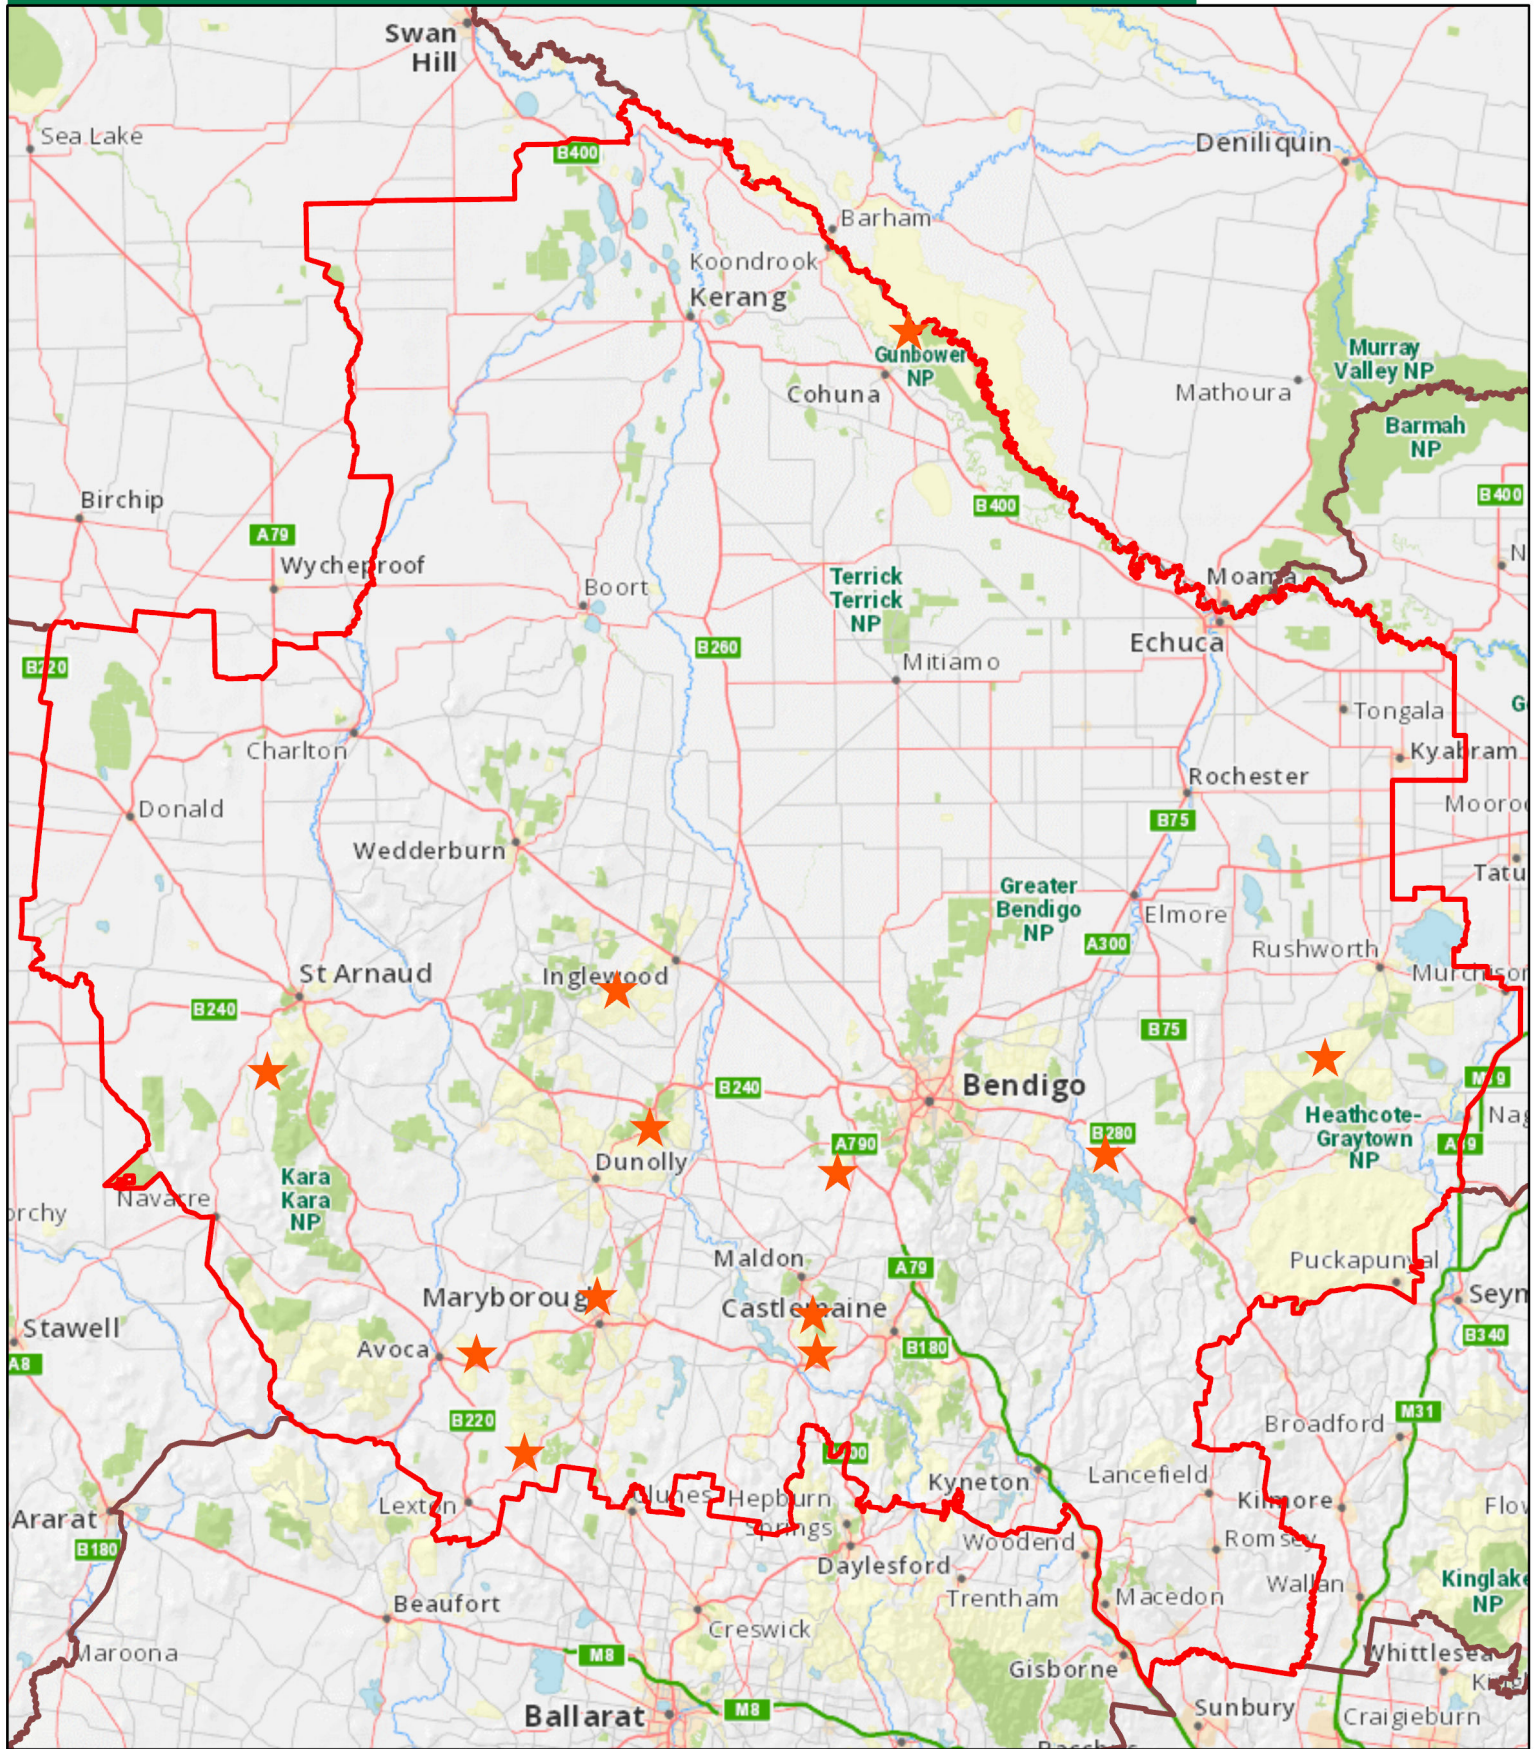 Swan
Hill
Sea Lake
B400
Deniliquin
Barham
Koondrook
Kerang
Gunbower
NP
Cohuna
Murray
Valley NP
Mathoura
Barmah
NP
Birchip
B400
B400
A79
Wycheproof
Boort
Terrick
Terrick
NP
Moama
Echuca
B220
B260
Mitiamo
Tongala
Charlton
Kyabram
Rochester
Donald
B75
Wedderburn
Greater
Bendigo
NP
Elmore
A300
Rushworth
St Arnaud
Inglewood
B240
B75
B240
Bendigo
Heathcote-
Graytown
NP
B280
A790
Dunolly
Kara
Kara
NP
Navarre
Maldon
A79
Puckapunyal
Castlemaine
Stawell
A8
Avoca
B180
B340
B220
M31
Broadford
Kyneton
Lancefield
Kilmore
Lexton
Hepburn
Springs
Ararat
B180
Woodend
Romsey
Daylesford
Wallan
Trentham
Macedon
Kinglake
NP
Beaufort
Creswick
Maroona
M8
Gisborne
Whittlesea
Ballarat
M8
Sunbury
Craigieburn